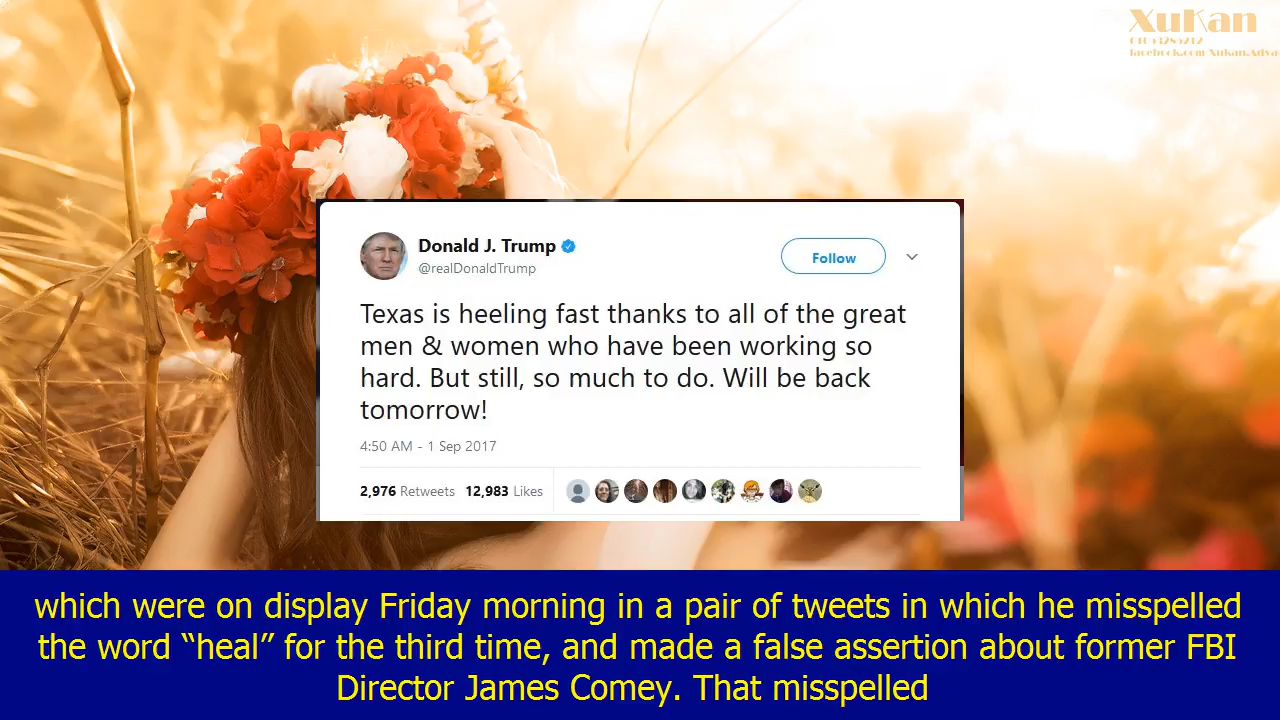 XuKan
facebook.com/Xukan.Adva
Donald J. Trump
@realDonaldTrump
Follow
Texas is heeling fast thanks to all of the great
men & women who have been working so
hard. But still, so much to do. Will be back
tomorrow!
4:50 AM - 1 Sep 2017
2,976 Retweets 12,983 Likes
which were on display Friday morning in a pair of tweets in which he misspelled
the word “heal” for the third time, and made a false assertion about former FBI
Director James Comey. That misspelled